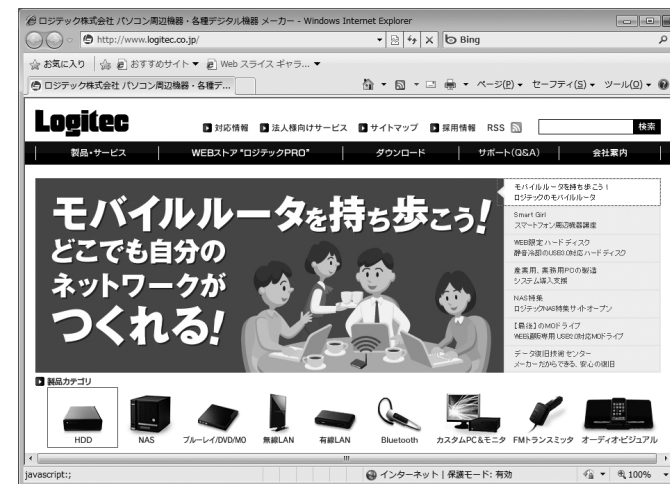 ロジテック株式会社 パソコン周辺機器・各種デジタル機器 メーカー - Windows Internet Explorer
http://www.logitec.co.jp/
Bing
お気に入り
おすすめサイト
Web スライス ギャラ...
ロジテック株式会社 パソコン周辺機器・各種デ...
ページ(P)
セーフティ(S)
ツール(O)
Logitec
対応情報
法人様向けサービス
サイトマップ
採用情報
RSS
検索
製品・サービス
WEBストア "ロジテックPRO"
ダウンロード
サポート(Q&A)
会社案内
モバイルルータを持ち歩こう!
どこでも自分の
ネットワークが
つくれる!
モバイルルータを持ち歩こう!
ロジテックのモバイルルータ
Smart Girl
スマートフォン周辺機器講座
WEB限定ハードディスク
静音冷却のUSB3.0対応ハードディスク
産業用、業務用PCの製造
システム導入支援
NAS特集
ロジテックNAS特集サイトオープン
【最後】のMOドライブ
WEB直販専用 USB2.0対応MOドライブ
データ復旧技術センター
メーカーだからできる、安心の復旧
製品カテゴリ
HDD
NAS
ブルーレイ/DVD/MO
無線LAN
有線LAN
Bluetooth
カスタムPC&モニタ
FMトランスミッタ
オーディオ・ビジュアル
javascript:;
インターネット | 保護モード: 有効
100%